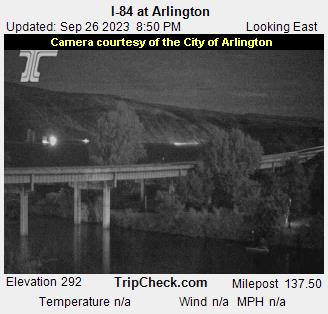 I-84 at Arlington
Updated: Sep 26 2023 8:50 PM Looking East
Camera courtesy of the City of Arlington
Elevation 292 TripCheck.com Milepost 137.50
Temperature n/a Wind n/a MPH n/a